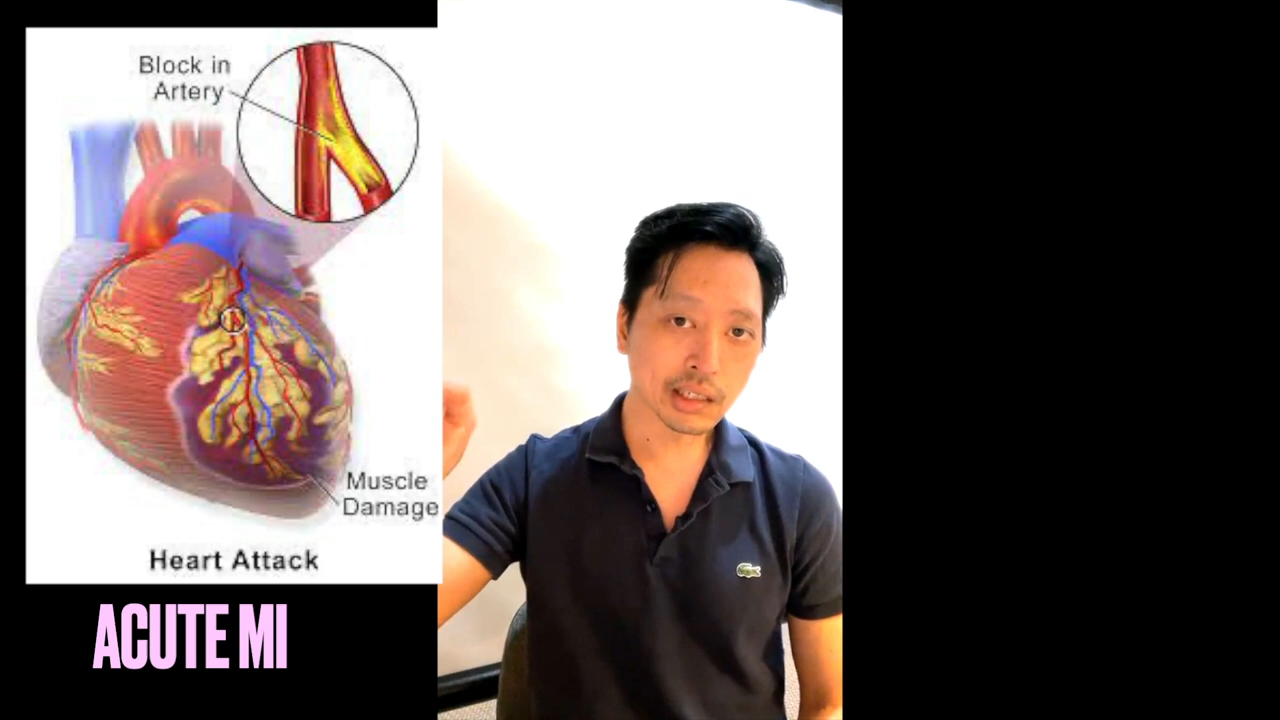 Block in
Artery
Muscle
Damage
Heart Attack
ACUTE MI